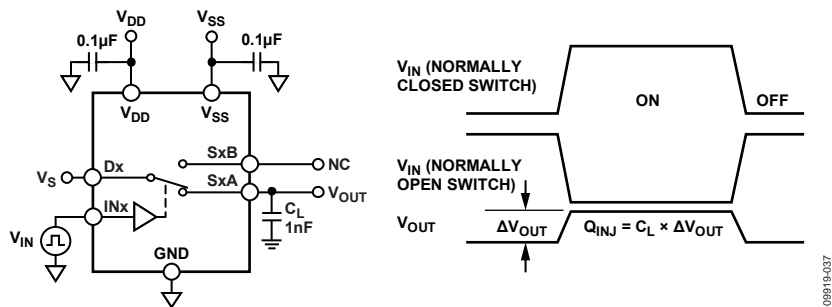 VDD
VSS
0.1µF
0.1µF
VDD
VSS
SxB
NC
VS
Dx
SxA
VOUT
INx
CL
1nF
VIN
GND
VIN (NORMALLY
CLOSED SWITCH)
ON
OFF
VIN (NORMALLY
OPEN SWITCH)
VOUT
ΔVOUT
QINJ = CL × ΔVOUT
09919-037